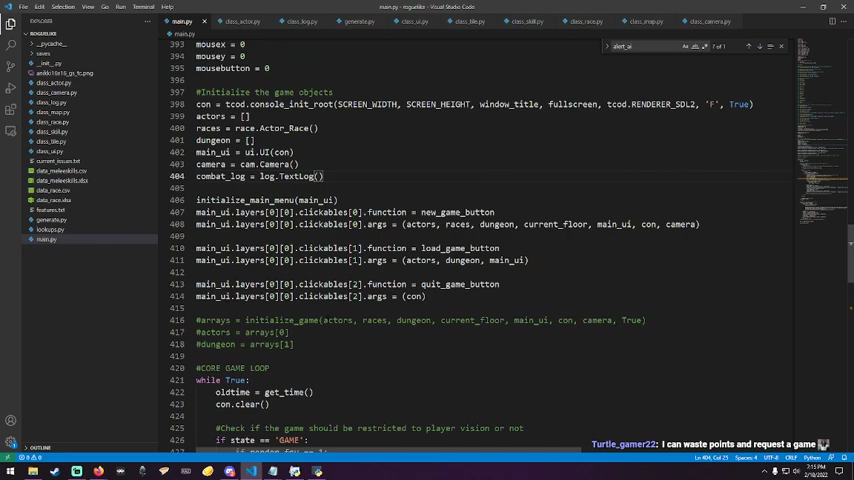 File Edit Selection View Go Run Terminal Help
main.py - roguelike - Visual Studio Code
EXPLORER
ROGUELIKE
__pycache__
saves
__init__.py
anikki16x16_gs_tc.png
class_actor.py
class_camera.py
class_log.py
class_map.py
class_race.py
class_skill.py
class_tile.py
class_ui.py
current_issues.txt
data_meleeskills.csv
data_meleeskills.xlsx
data_race.csv
data_race.xlsx
features.txt
generate.py
lookups.py
main.py
OUTLINE
main.py
class_actor.py
class_log.py
generate.py
class_ui.py
class_tile.py
class_skill.py
class_race.py
class_map.py
class_camera.py
main.py
alert_ai
? of 1
393 mousex = 0
394 mousey = 0
395 mousebutton = 0
396
397 #Initialize the game objects
398 con = tcod.console_init_root(SCREEN_WIDTH, SCREEN_HEIGHT, window_title, fullscreen, tcod.RENDERER_SDL2, 'F', True)
399 actors = []
400 races = race.Actor_Race()
401 dungeon = []
402 main_ui = ui.UI(con)
403 camera = cam.Camera()
404 combat_log = log.TextLog()
405
406 initialize_main_menu(main_ui)
407 main_ui.layers[0][0].clickables[0].function = new_game_button
408 main_ui.layers[0][0].clickables[0].args = (actors, races, dungeon, current_floor, main_ui, con, camera)
409
410 main_ui.layers[0][0].clickables[1].function = load_game_button
411 main_ui.layers[0][0].clickables[1].args = (actors, dungeon, main_ui)
412
413 main_ui.layers[0][0].clickables[2].function = quit_game_button
414 main_ui.layers[0][0].clickables[2].args = (con)
415
416 #arrays = initialize_game(actors, races, dungeon, current_floor, main_ui, con, camera, True)
417 #actors = arrays[0]
418 #dungeon = arrays[1]
419
420 #CORE GAME LOOP
421 while True:
422 oldtime = get_time()
423 con.clear()
424
425 #Check if the game should be restricted to player vision or not
426 if state == 'GAME':
427 if render_fov == 1:
Turtle_gamer22: I can waste points and request a game
0 0
Ln 404, Col 25 Spaces: 4 UTF-8 CRLF Python
7:15 PM
2/18/2022